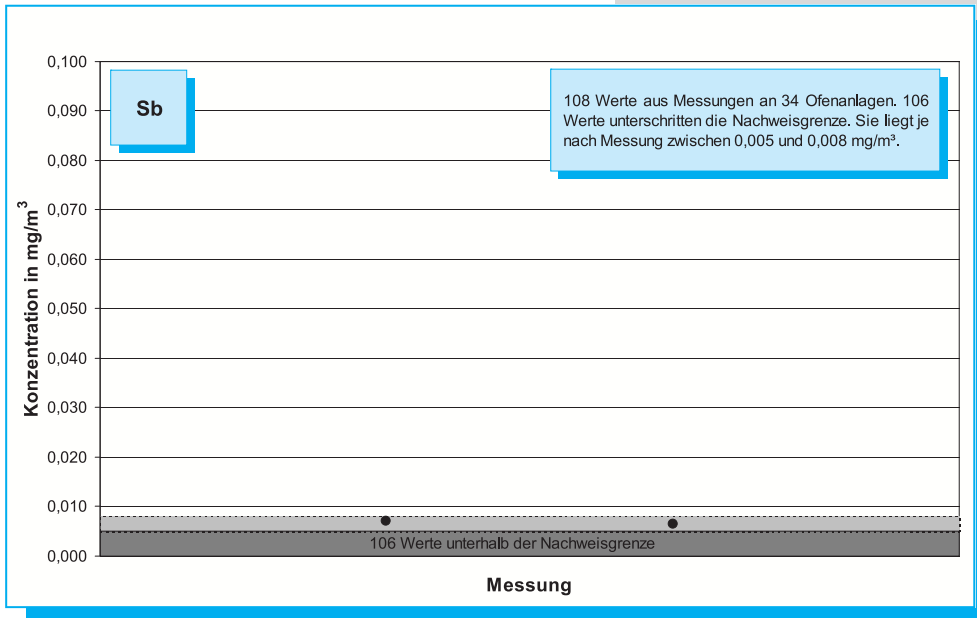 Sb
108 Werte aus Messungen an 34 Ofenanlagen. 106
Werte unterschritten die Nachweisgrenze. Sie liegt je
nach Messung zwischen 0,005 und 0,008 mg/m³.
Konzentration in mg/m³
0,100
0,090
0,080
0,070
0,060
0,050
0,040
0,030
0,020
0,010
0,000
106 Werte unterhalb der Nachweisgrenze
Messung